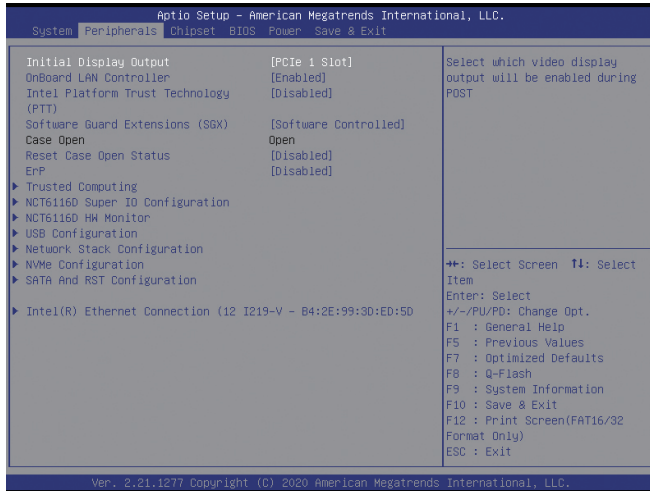 Aptio Setup – American Megatrends International, LLC.
System Peripherals Chipset BIOS Power Save & Exit
Initial Display Output [PCIe 1 Slot]
OnBoard LAN Controller [Enabled]
Intel Platform Trust Technology [Disabled]
(PTT)
Software Guard Extensions (SGX) [Software Controlled]
Case Open Open
Reset Case Open Status [Disabled]
ErP [Disabled]
▶ Trusted Computing
▶ NCT6116D Super IO Configuration
▶ NCT6116D HW Monitor
▶ USB Configuration
▶ Network Stack Configuration
▶ NVMe Configuration
▶ SATA And RST Configuration
▶ Intel(R) Ethernet Connection (12 I219-V – B4:2E:99:3D:ED:5D
Select which video display
output will be enabled during
POST
→←: Select Screen ↑↓: Select
Item
Enter: Select
+/-/PU/PD: Change Opt.
F1 : General Help
F5 : Previous Values
F7 : Optimized Defaults
F8 : Q-Flash
F9 : System Information
F10 : Save & Exit
F12 : Print Screen(FAT16/32
Format Only)
ESC : Exit
Ver. 2.21.1277 Copyright (C) 2020 American Megatrends International, LLC.